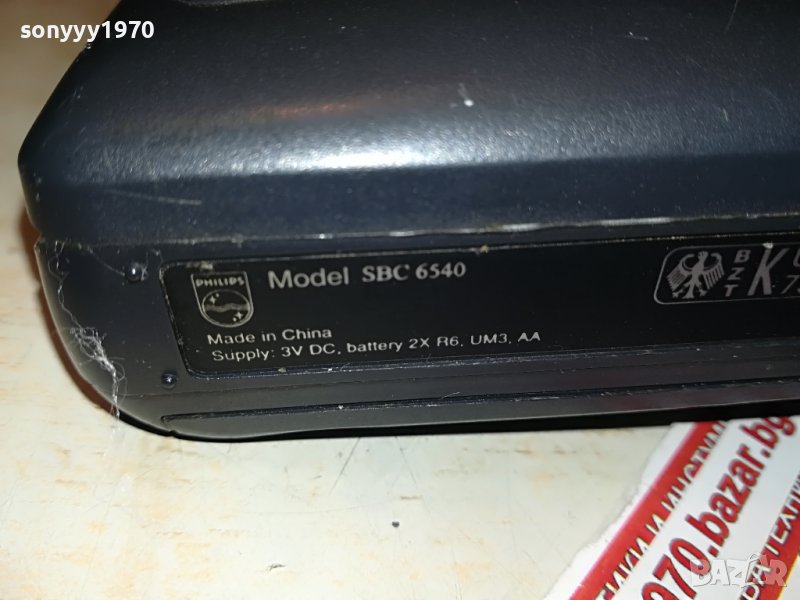 sonyyy1970
PHILIPS
Model SBC 6540
Made in China
Supply: 3V DC, battery 2X R6, UM3, AA
BZT
K
970.bazar.bg
BAZAR